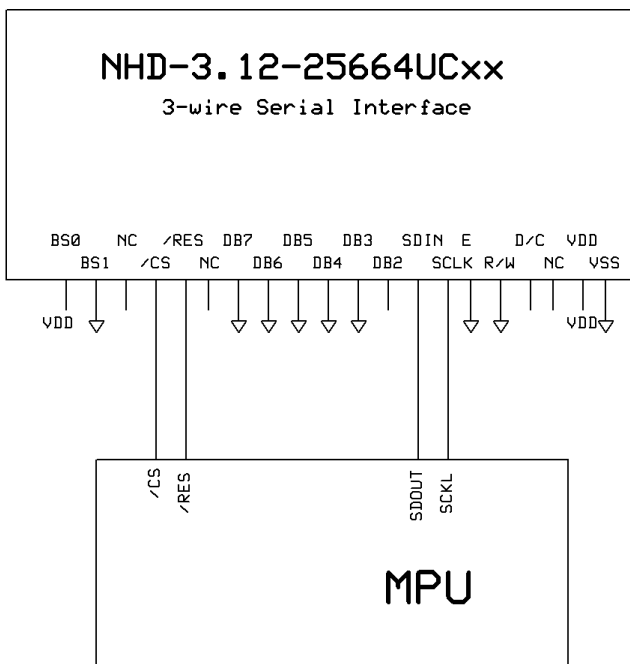 NHD-3.12-25664UCxx
3-wire Serial Interface
BS0 NC /RES DB7 DB5 DB3 SDIN E D/C VDD
BS1 /CS NC DB6 DB4 DB2 SCLK R/W NC VSS
VDD VDD
/CS /RES SDOUT SCKL
MPU